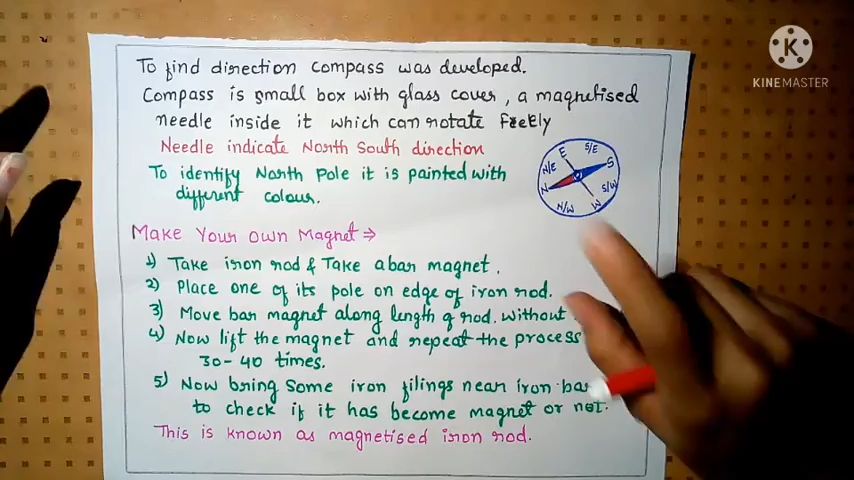 To find direction compass was developed.
Compass is small box with glass cover, a magnetised
needle inside it which can rotate freely
Needle indicate North South direction
To identify North pole it is painted with
different colour.
E
S/E
S
S/W
W
N/W
N
N/E
Make Your Own Magnet ⇒
1) Take iron rod & Take a bar magnet.
2) Place one of its pole on edge of iron rod.
3) Move bar magnet along length of rod. without
4) Now lift the magnet and repeat the process
30-40 times.
5) Now bring some iron filings near iron bar
to check if it has become magnet or not.
This is known as magnetised iron rod.
K
KINEMASTER